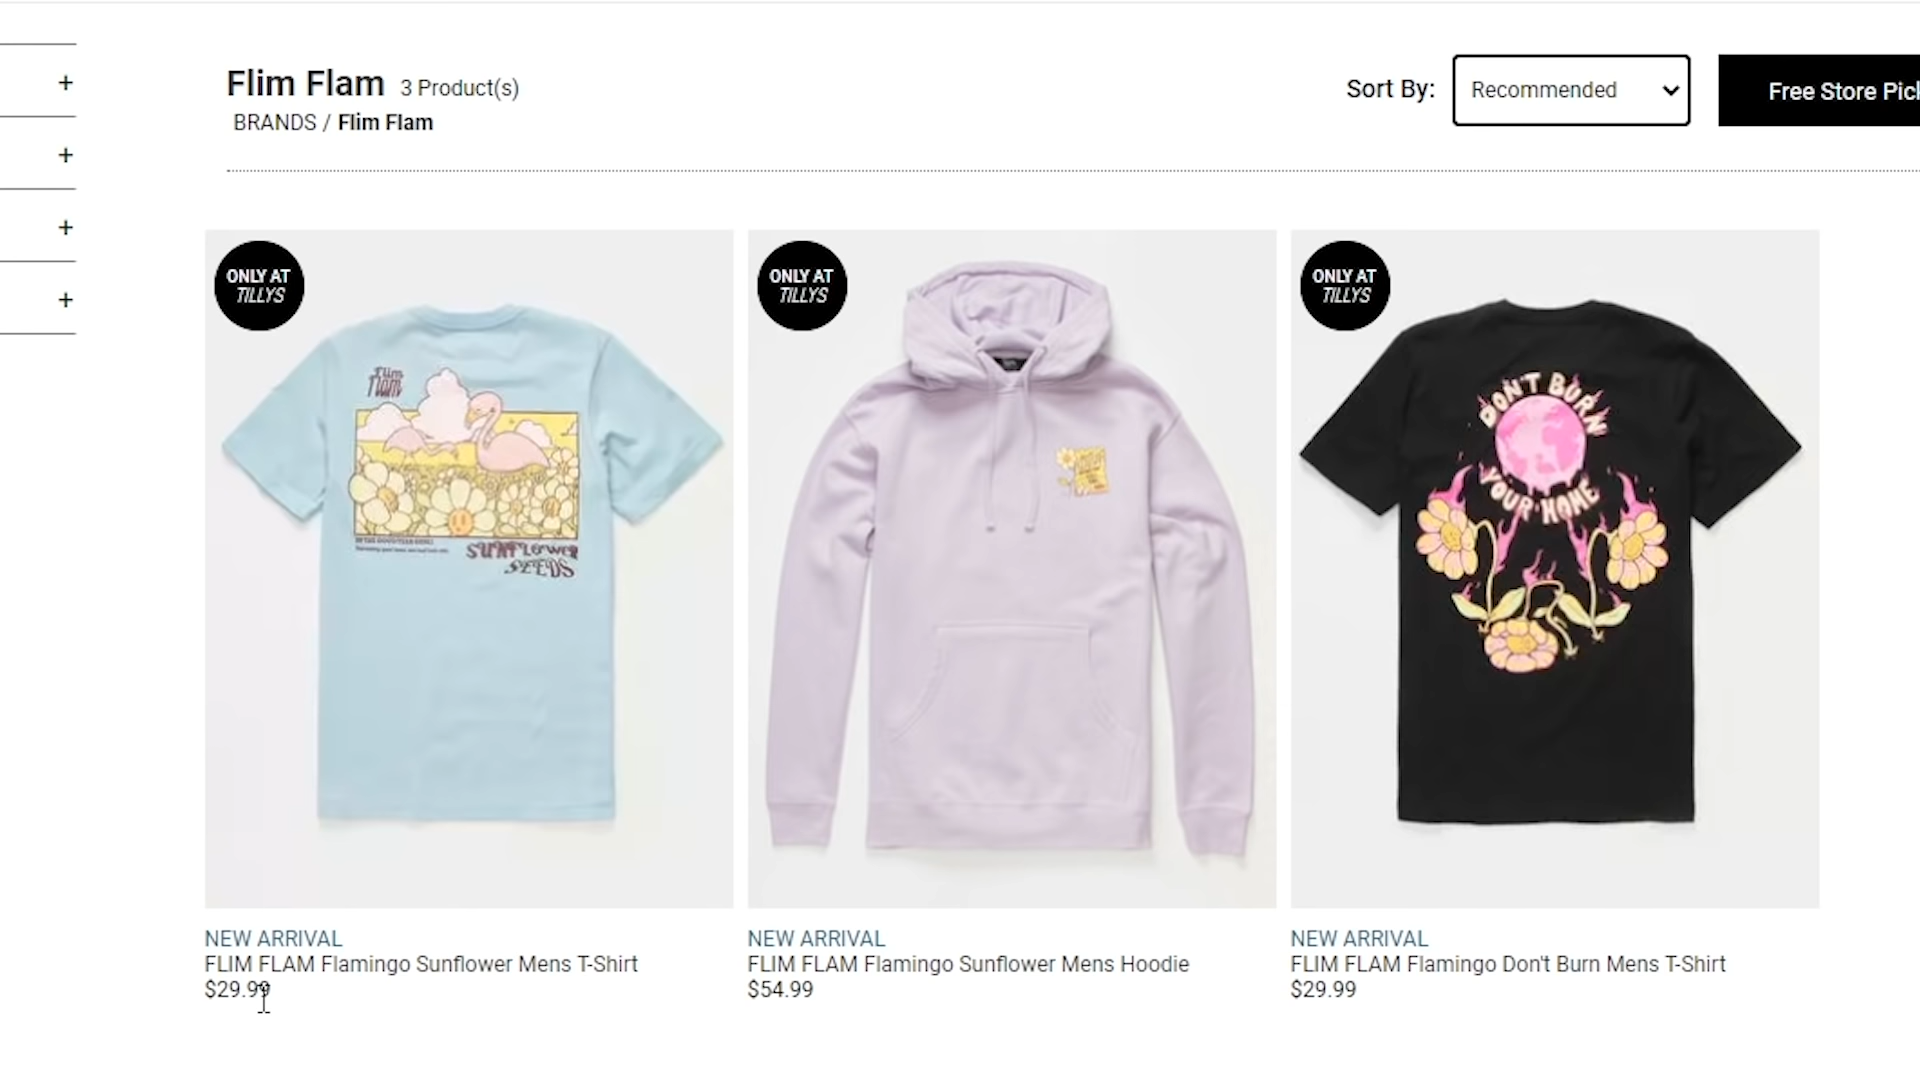 Flim Flam 3 Product(s)
BRANDS / Flim Flam
Sort By:
Recommended
Free Store Pick
ONLY AT
TILLYS
Flim
Flam
SUNFLOWER
SEEDS
ONLY AT
TILLYS
ONLY AT
TILLYS
DON'T BURN
YOUR HOME
NEW ARRIVAL
FLIM FLAM Flamingo Sunflower Mens T-Shirt
$29.99
NEW ARRIVAL
FLIM FLAM Flamingo Sunflower Mens Hoodie
$54.99
NEW ARRIVAL
FLIM FLAM Flamingo Don't Burn Mens T-Shirt
$29.99